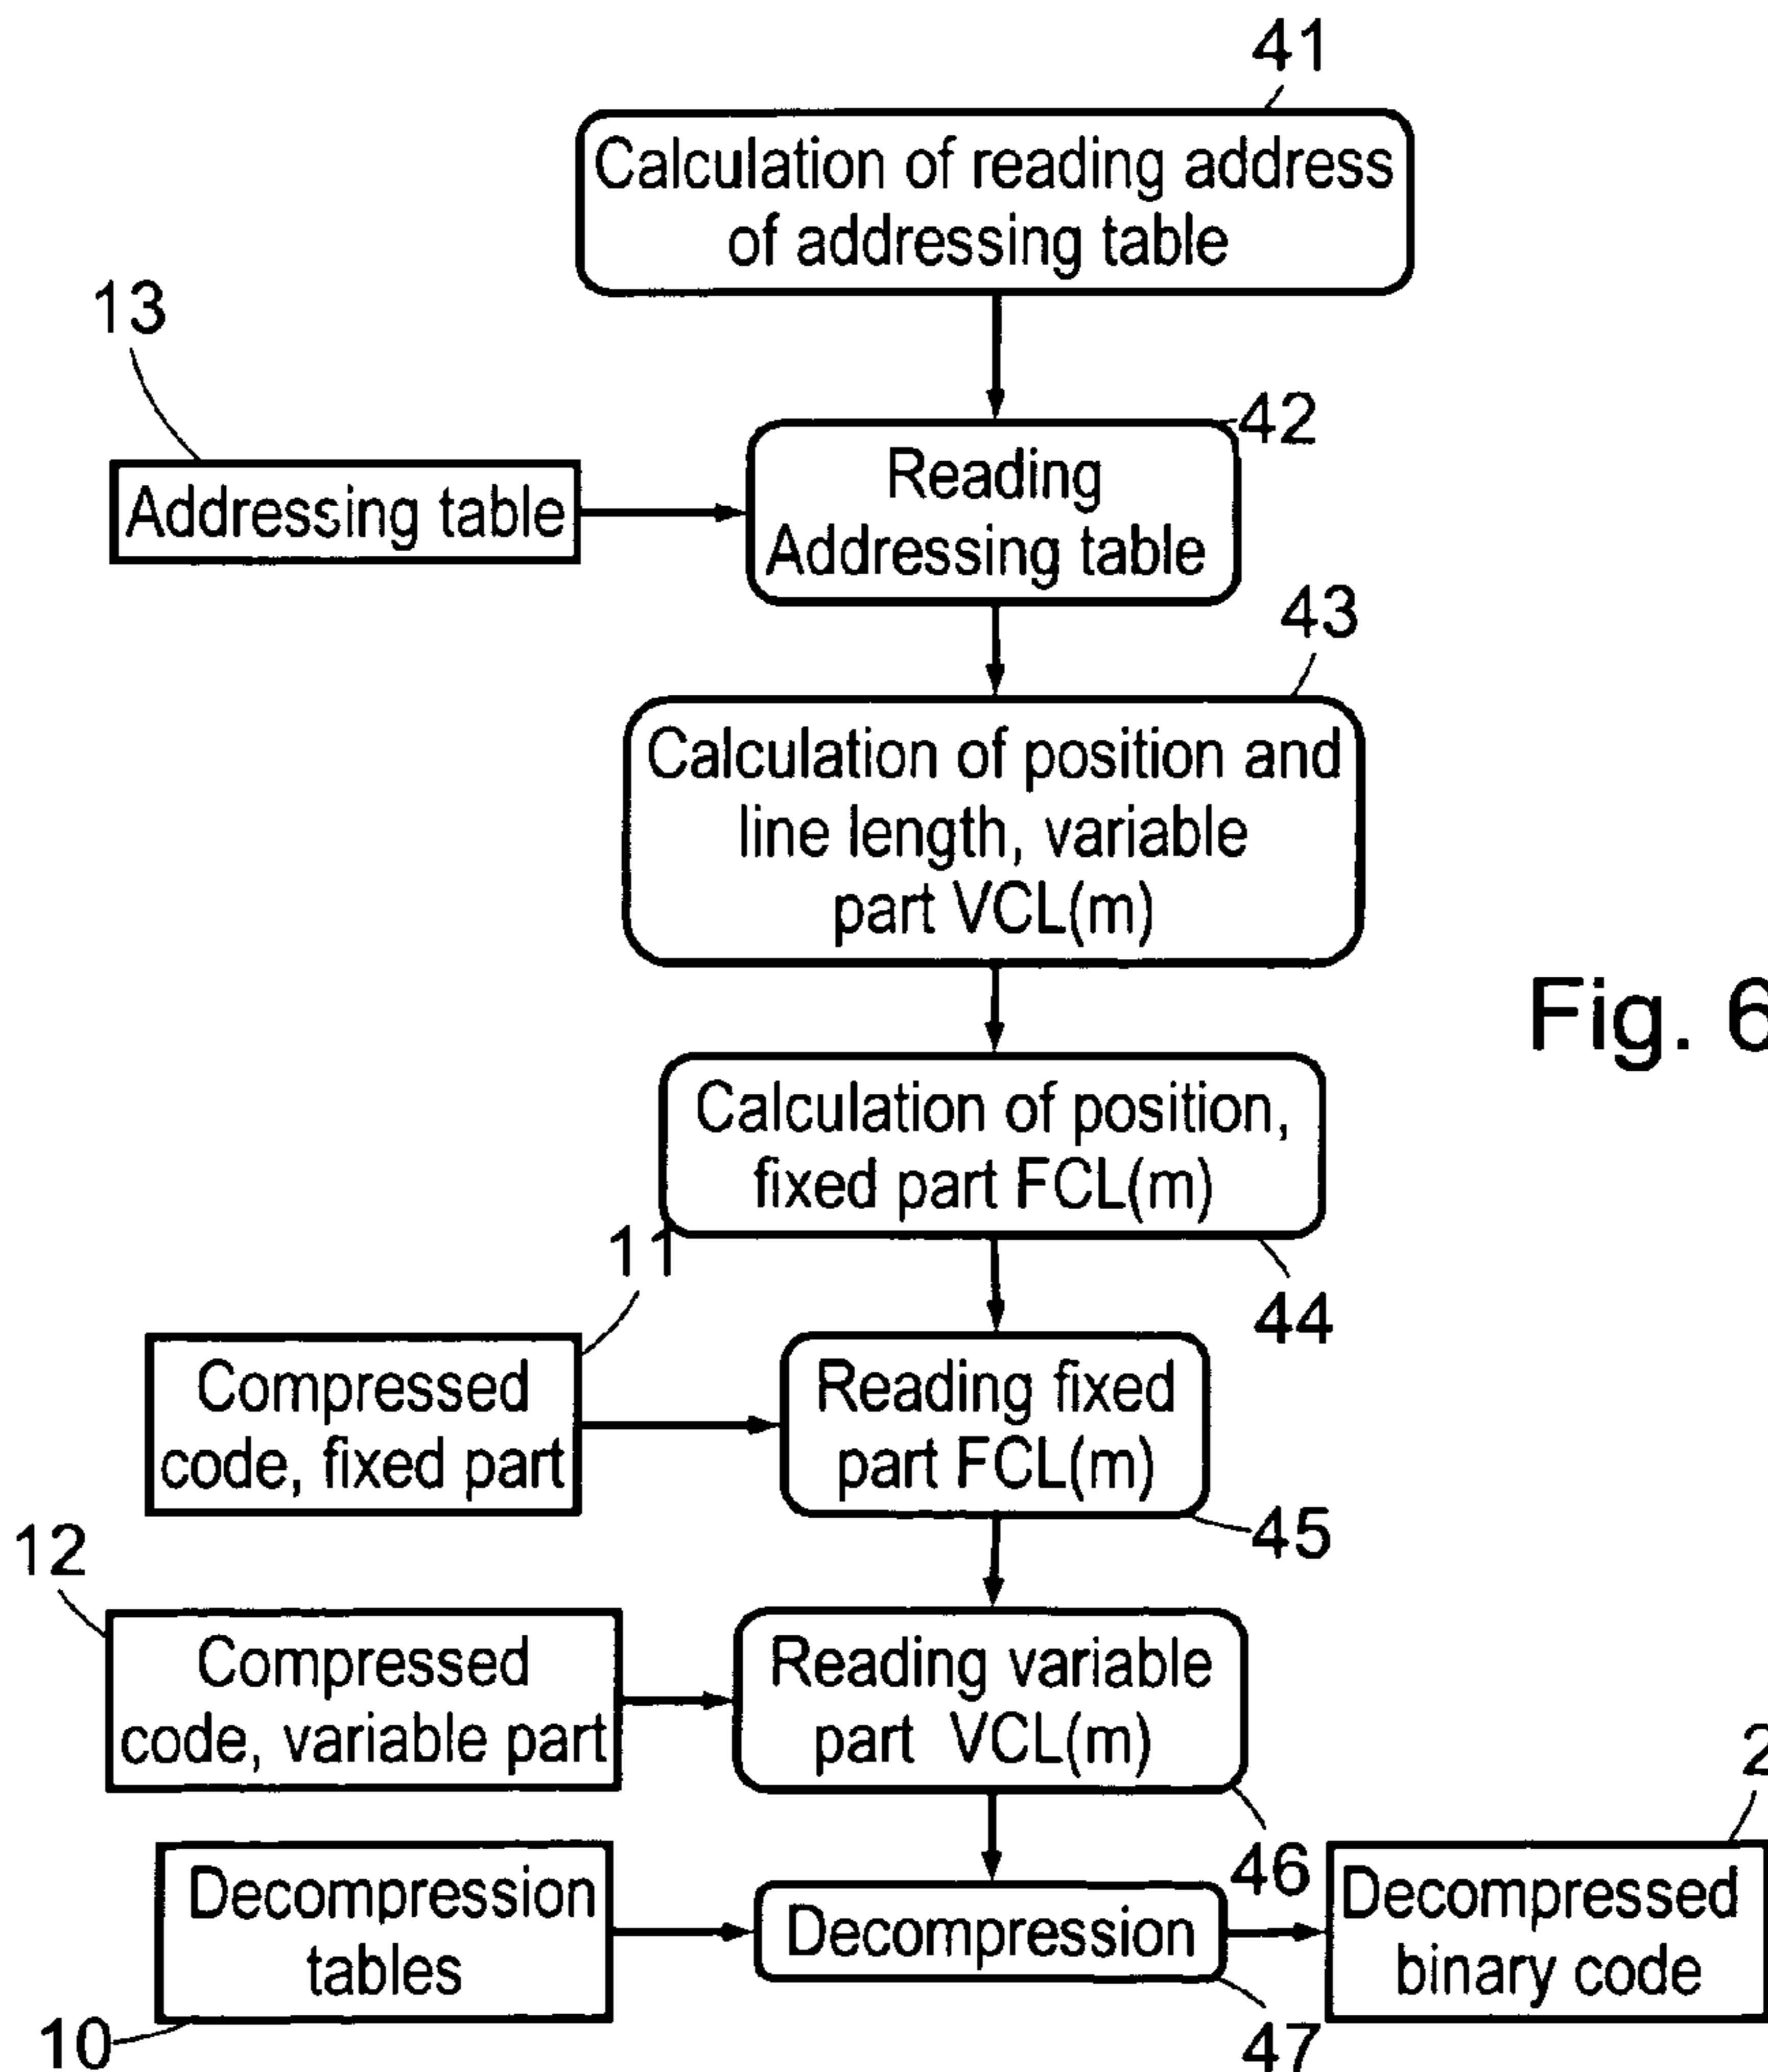 41
Calculation of reading address
of addressing table
13
42
Addressing table
Reading
Addressing table
43
Calculation of position and
line length, variable
part VCL(m)
Fig. 6
Calculation of position,
fixed part FCL(m)
11
44
Compressed
code, fixed part
Reading fixed
part FCL(m)
45
12
Compressed
code, variable part
Reading variable
part VCL(m)
2
46
Decompression
tables
Decompression
Decompressed
binary code
10
47